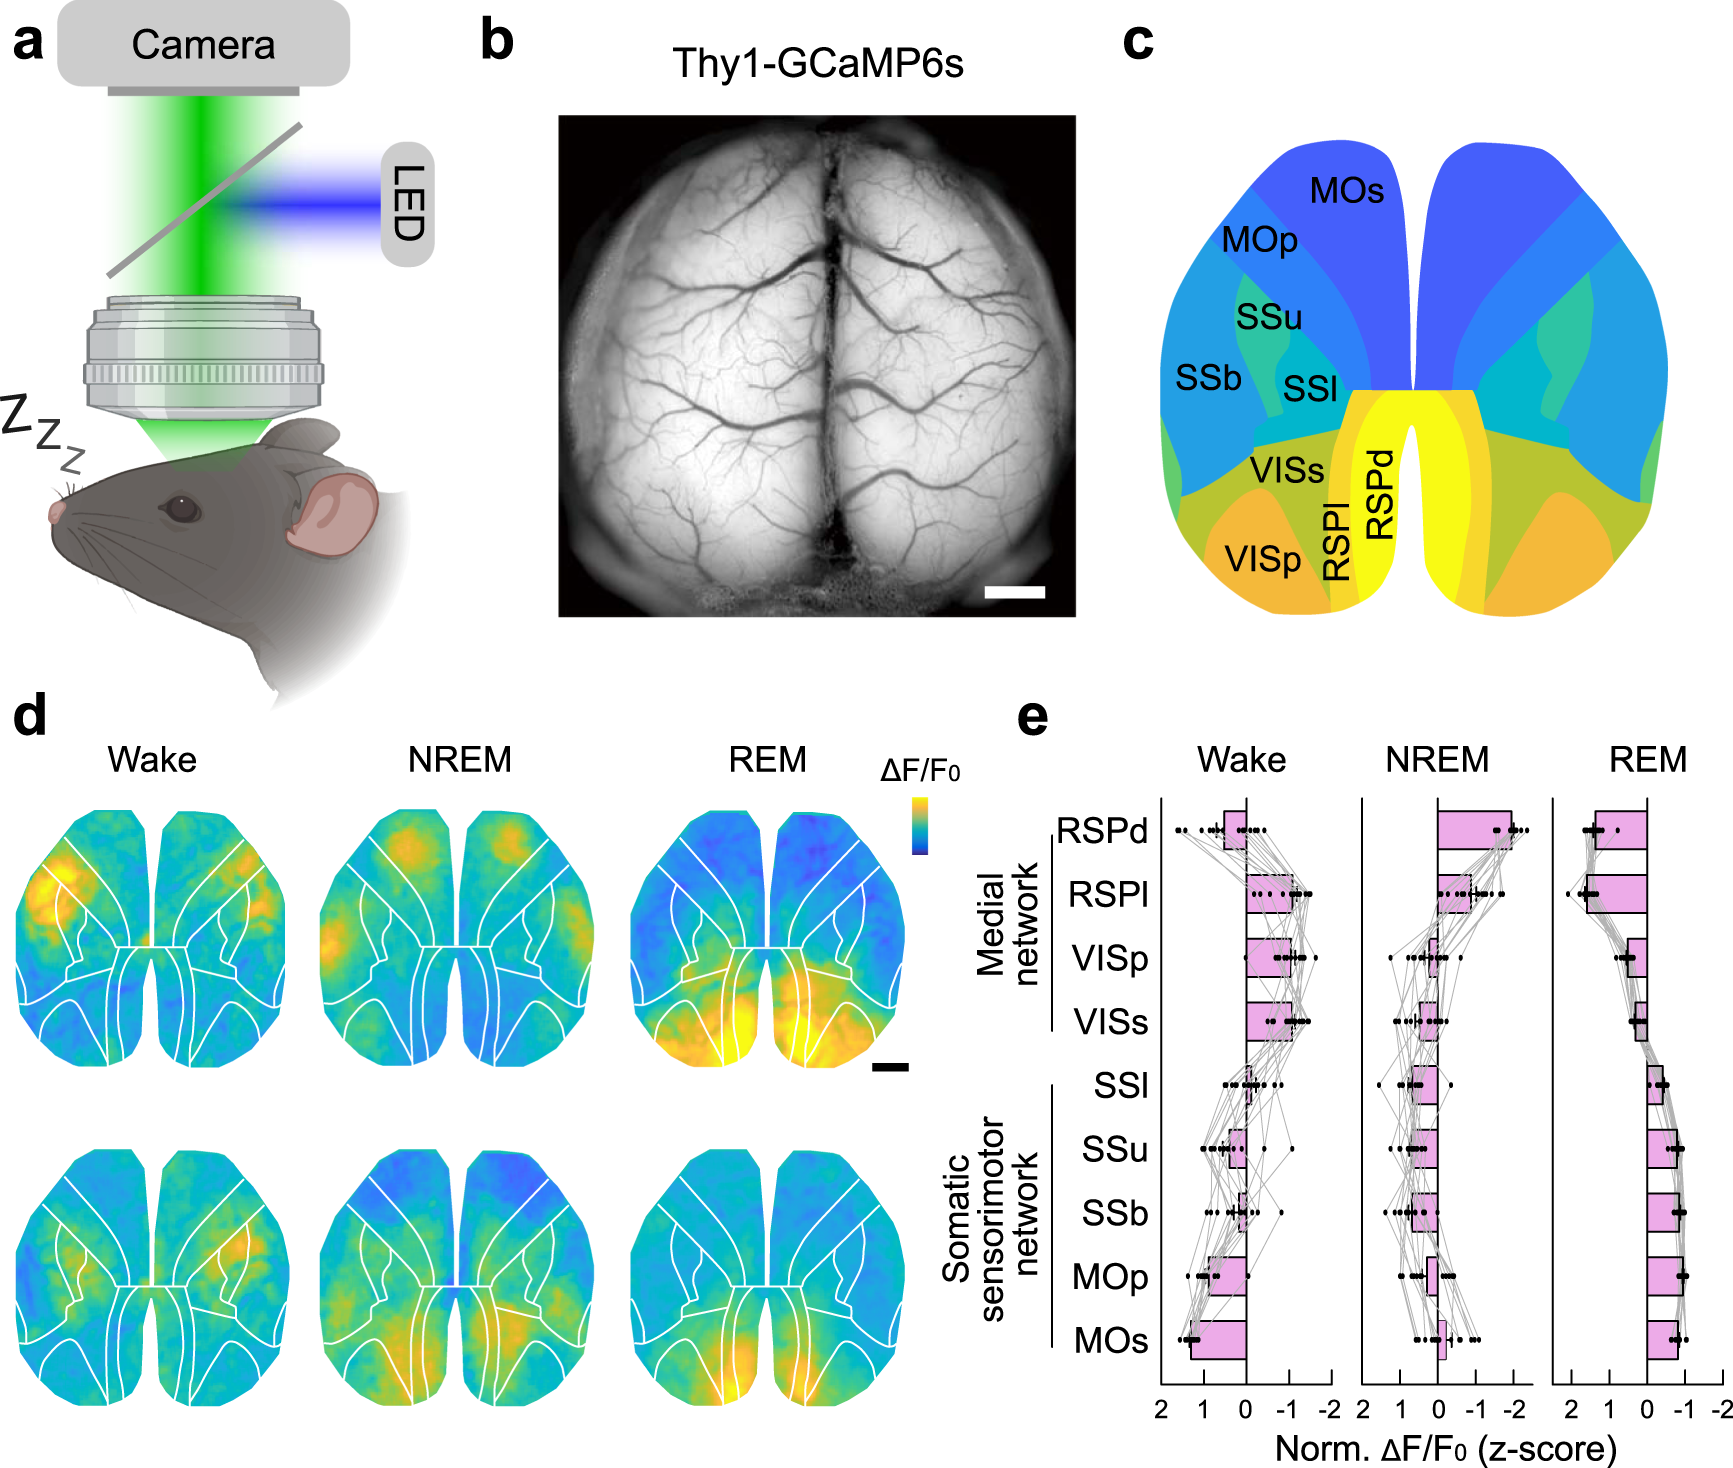 a
Camera
LED
Z
Z
Z
b
Thy1-GCaMP6s
c
MOs
MOp
SSu
SSb
SSl
VISs
VISp
RSPl
RSPd
d
Wake
NREM
REM
ΔF/F0
e
Wake
NREM
REM
Medial
network
Somatic
sensorimotor
network
RSPd
RSPl
VISp
VISs
SSl
SSu
SSb
MOp
MOs
2 1 0 -1 -2
2 1 0 -1 -2
2 1 0 -1 -2
Norm. ΔF/F0 (z-score)